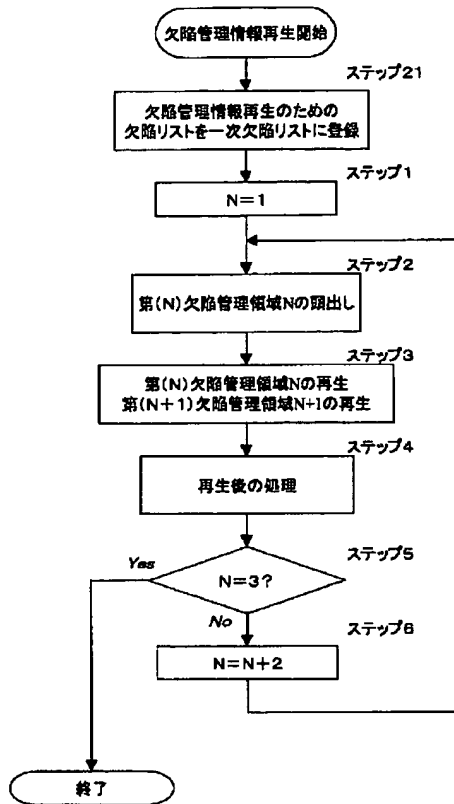 欠陥管理情報再生開始
ステップ21
欠陥管理情報再生のための
欠陥リストを一次欠陥リストに登録
ステップ1
N=1
ステップ2
第(N)欠陥管理領域Nの頭出し
ステップ3
第(N)欠陥管理領域Nの再生
第(N+1)欠陥管理領域N+1の再生
ステップ4
再生後の処理
ステップ5
Yes
N=3?
No
ステップ6
N=N+2
終了